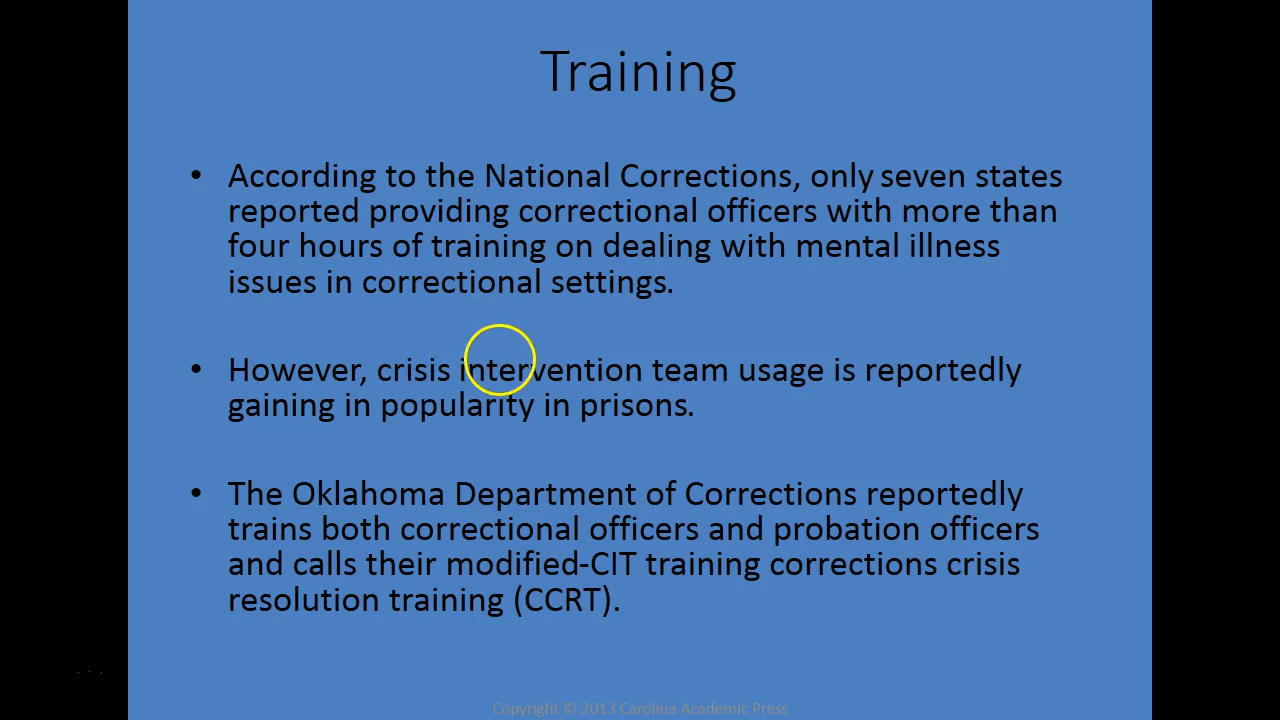 Training
• According to the National Corrections, only seven states
reported providing correctional officers with more than
four hours of training on dealing with mental illness
issues in correctional settings.
• However, crisis intervention team usage is reportedly
gaining in popularity in prisons.
• The Oklahoma Department of Corrections reportedly
trains both correctional officers and probation officers
and calls their modified-CIT training corrections crisis
resolution training (CCRT).
Copyright © 2013 Carolina Academic Press